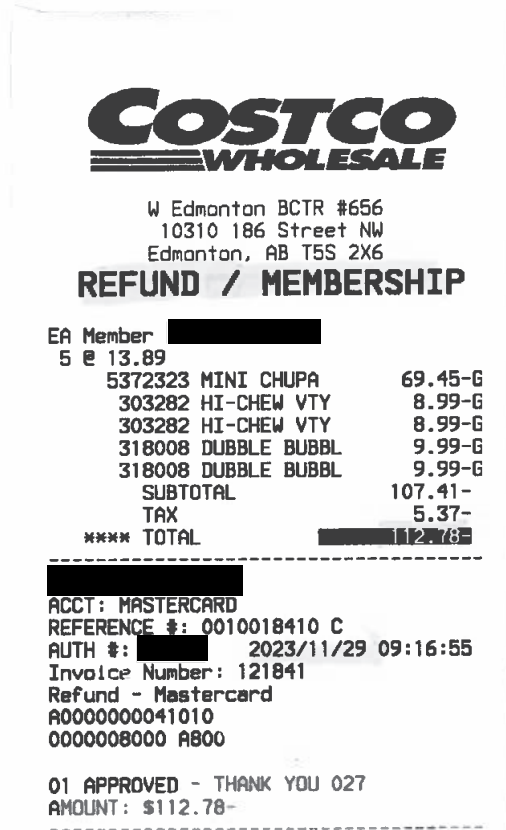 COSTCO
WHOLESALE
W Edmonton BCTR #656
10310 186 Street NW
Edmonton, AB T5S 2X6
REFUND / MEMBERSHIP
EA Member
5 @ 13.89
5372323 MINI CHUPA 69.45-G
303282 HI-CHEW VTY 8.99-G
303282 HI-CHEW VTY 8.99-G
318008 DUBBLE BUBBL 9.99-G
318008 DUBBLE BUBBL 9.99-G
SUBTOTAL 107.41-
TAX 5.37-
**** TOTAL 112.78-
ACCT: MASTERCARD
REFERENCE #: 0010018410 C
AUTH #: 2023/11/29 09:16:55
Invoice Number: 121841
Refund - Mastercard
A0000000041010
0000008000 A800
01 APPROVED - THANK YOU 027
AMOUNT: $112.78-